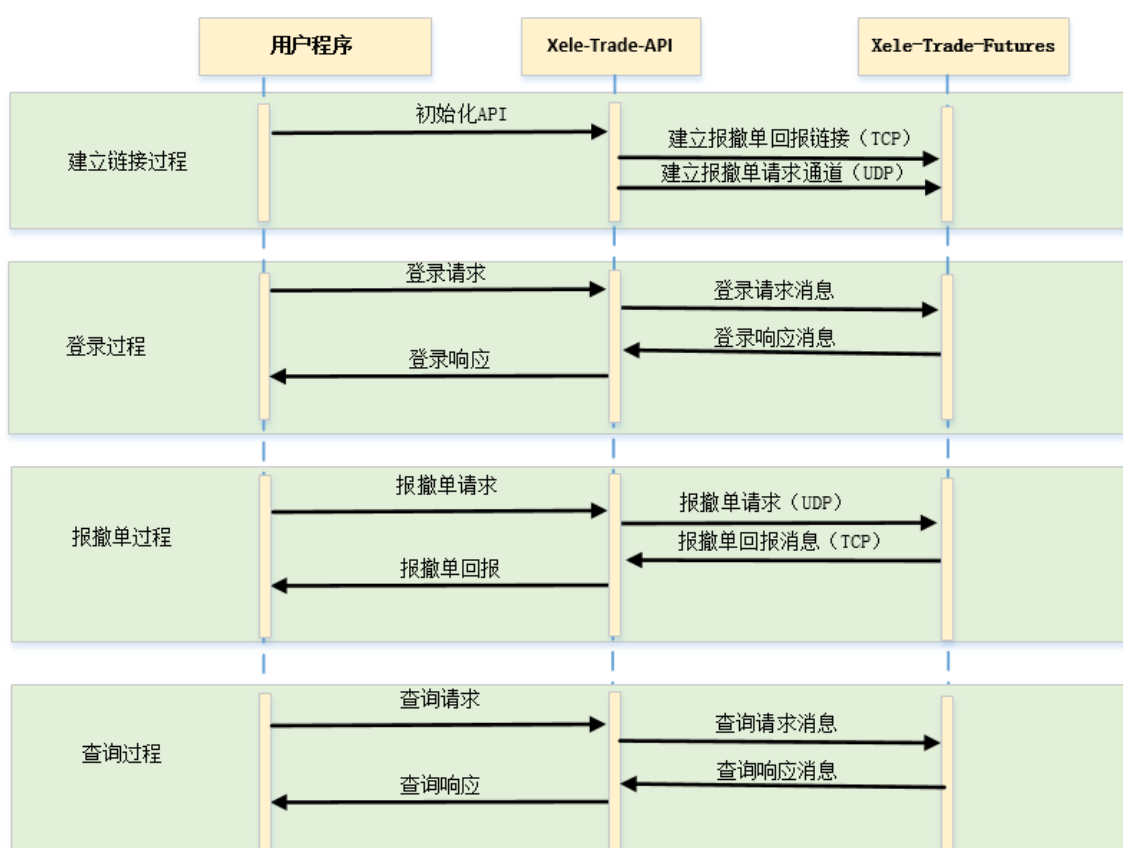 用户程序
Xele-Trade-API
Xele-Trade-Futures
建立链接过程
初始化API
建立报撤单回报链接（TCP）
建立报撤单请求通道（UDP）
登录过程
登录请求
登录请求消息
登录响应消息
登录响应
报撤单过程
报撤单请求
报撤单请求（UDP）
报撤单回报消息（TCP）
报撤单回报
查询过程
查询请求
查询请求消息
查询响应消息
查询响应